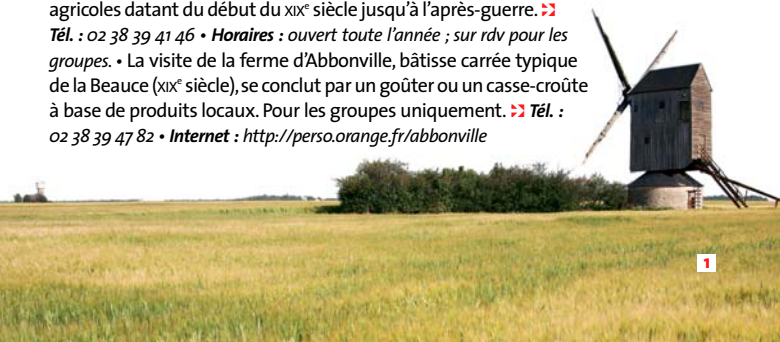 agricoles datant du début du XIXe siècle jusqu'à l'après-guerre.
Tél. : 02 38 39 41 46 • Horaires : ouvert toute l'année ; sur rdv pour les
groupes. • La visite de la ferme d'Abbonville, bâtisse carrée typique
de la Beauce (XIXe siècle), se conclut par un goûter ou un casse-croûte
à base de produits locaux. Pour les groupes uniquement. Tél. :
02 38 39 47 82 • Internet : http://perso.orange.fr/abbonville
1